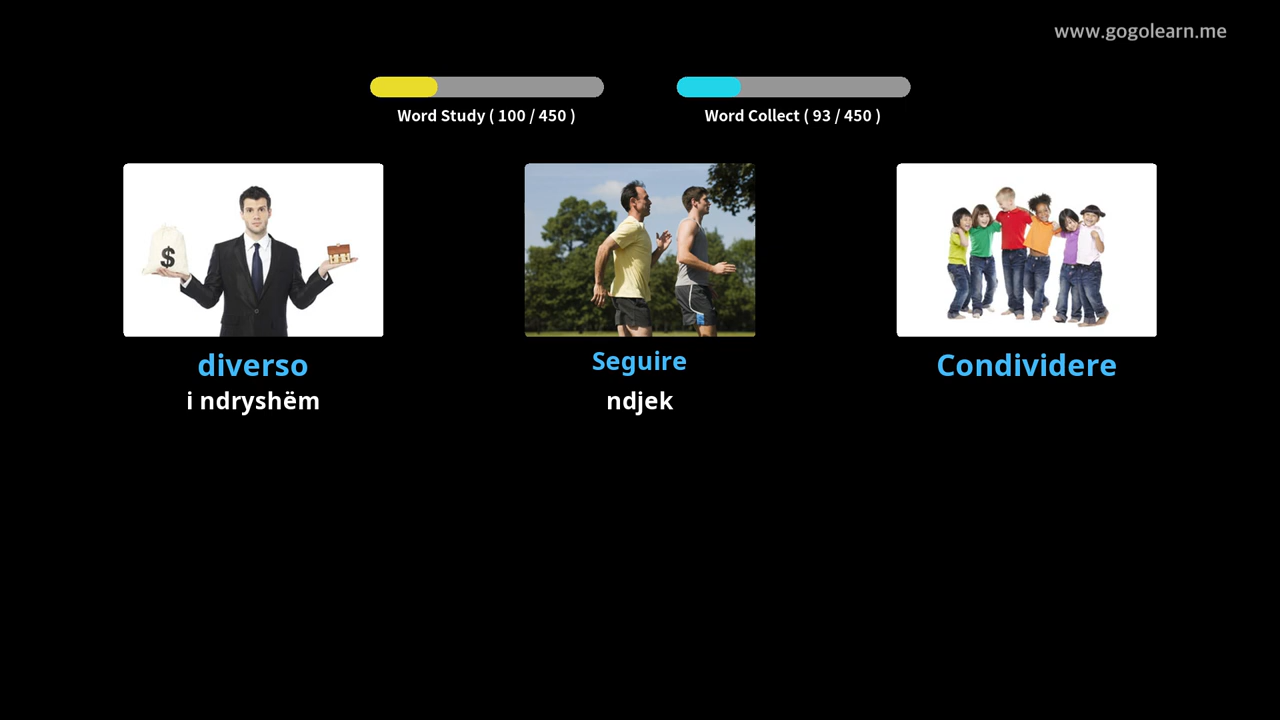 www.gogolearn.me
Word Study ( 100 / 450 )
Word Collect ( 93 / 450 )
$
diverso
i ndryshëm
Seguire
ndjek
Condividere